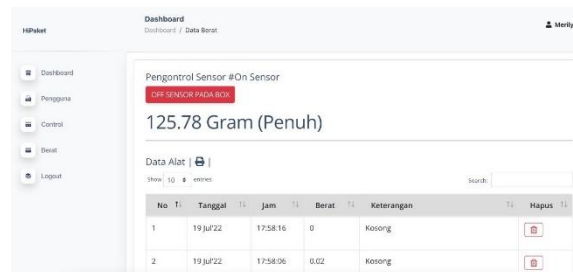 HiPaket
Dashboard
Dashboard / Data Berat
Merily
Dashboard
Pengguna
Control
Berat
Logout
Pengontrol Sensor #On Sensor
OFF SENSOR PADA BOX
125.78 Gram (Penuh)
Data Alat | |
Show 10 entries
Search:
No Tanggal Jam Berat Keterangan Hapus
1 19 Jul'22 17:58:16 0 Kosong
2 19 Jul'22 17:58:06 0.02 Kosong